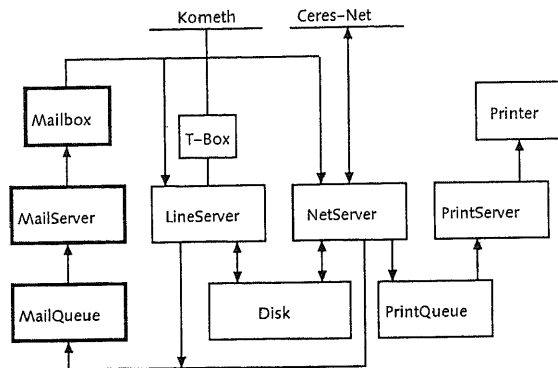 Kometh
Ceres-Net
Mailbox
T-Box
Printer
MailServer
LineServer
NetServer
PrintServer
MailQueue
Disk
PrintQueue